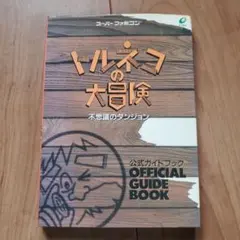 スーパーファミコン
トルネコ
の
大冒険
不思議のダンジョン
公式ガイドブック
OFFICIAL
GUIDE
BOOK